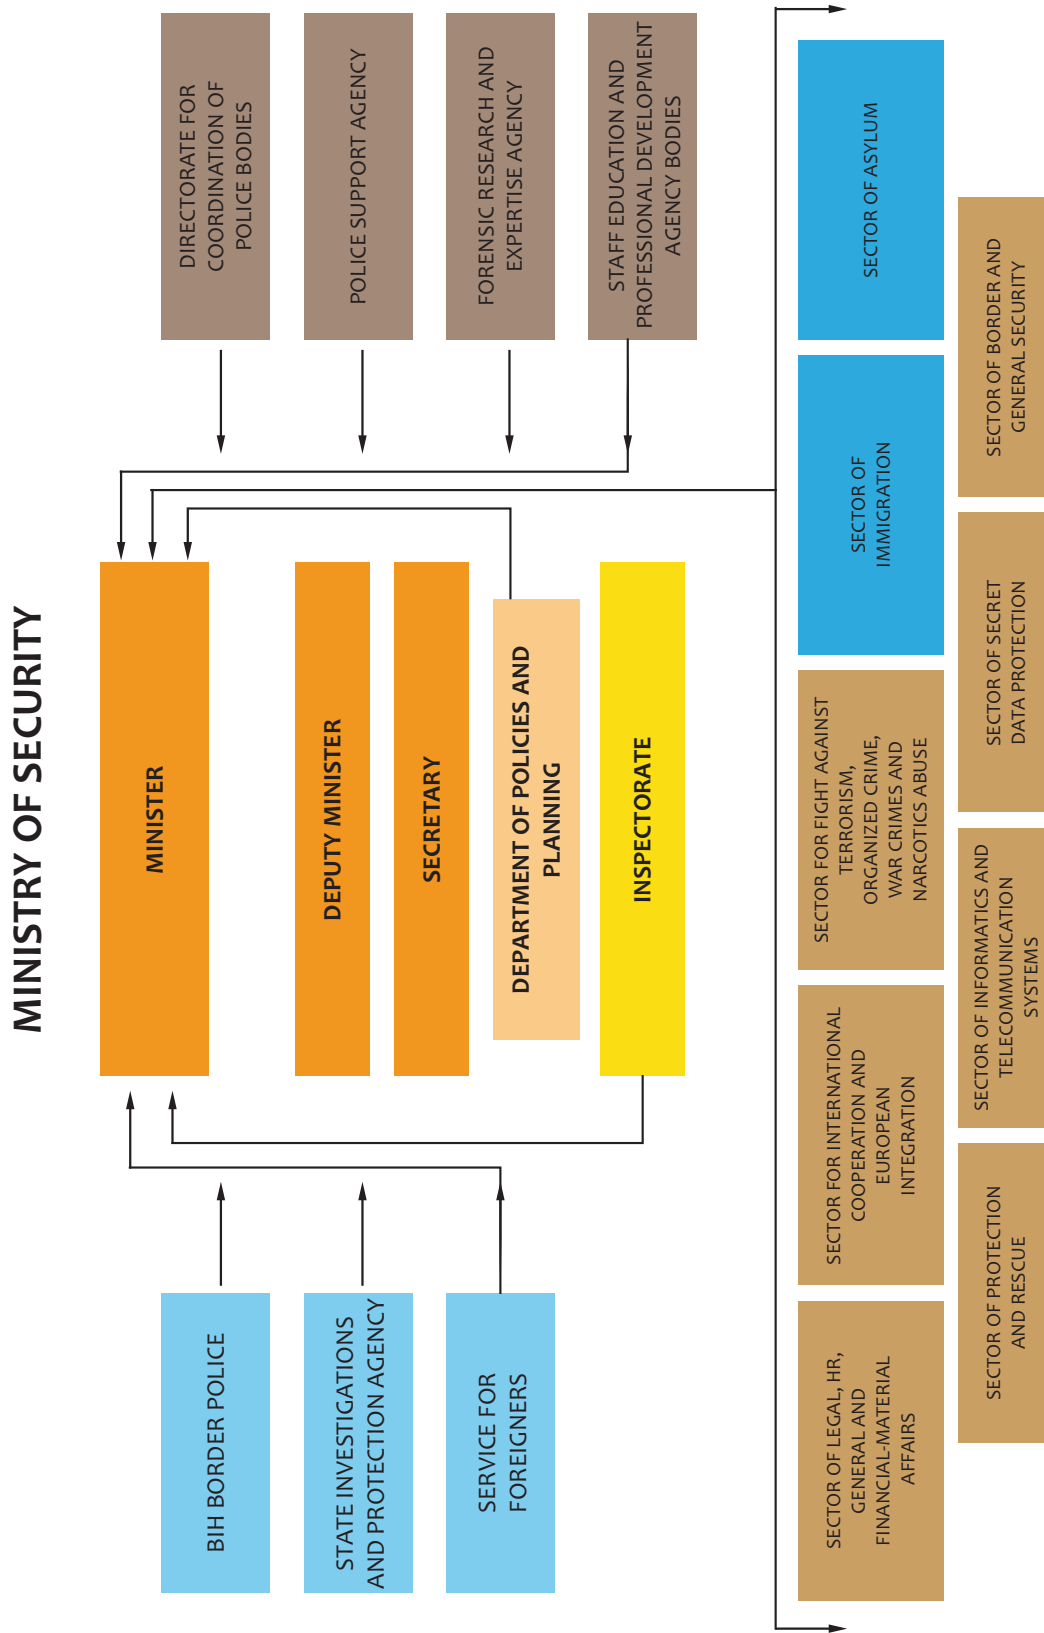 MINISTRY OF SECURITY
BIH BORDER POLICE
STATE INVESTIGATIONS
AND PROTECTION AGENCY
SERVICE FOR
FOREIGNERS
MINISTER
DEPUTY MINISTER
SECRETARY
DEPARTMENT OF POLICIES AND
PLANNING
INSPECTORATE
DIRECTORATE FOR
COORDINATION OF
POLICE BODIES
POLICE SUPPORT AGENCY
FORENSIC RESEARCH AND
EXPERTISE AGENCY
STAFF EDUCATION AND
PROFESSIONAL DEVELOPMENT
AGENCY BODIES
SECTOR OF LEGAL, HR,
GENERAL AND
FINANCIAL-MATERIAL
AFFAIRS
SECTOR FOR INTERNATIONAL
COOPERATION AND
EUROPEAN
INTEGRATION
SECTOR FOR FIGHT AGAINST
TERRORISM,
ORGANIZED CRIME,
WAR CRIMES AND
NARCOTICS ABUSE
SECTOR OF
IMMIGRATION
SECTOR OF ASYLUM
SECTOR OF PROTECTION
AND RESCUE
SECTOR OF INFORMATICS AND
TELECOMMUNICATION
SYSTEMS
SECTOR OF SECRET
DATA PROTECTION
SECTOR OF BORDER AND
GENERAL SECURITY